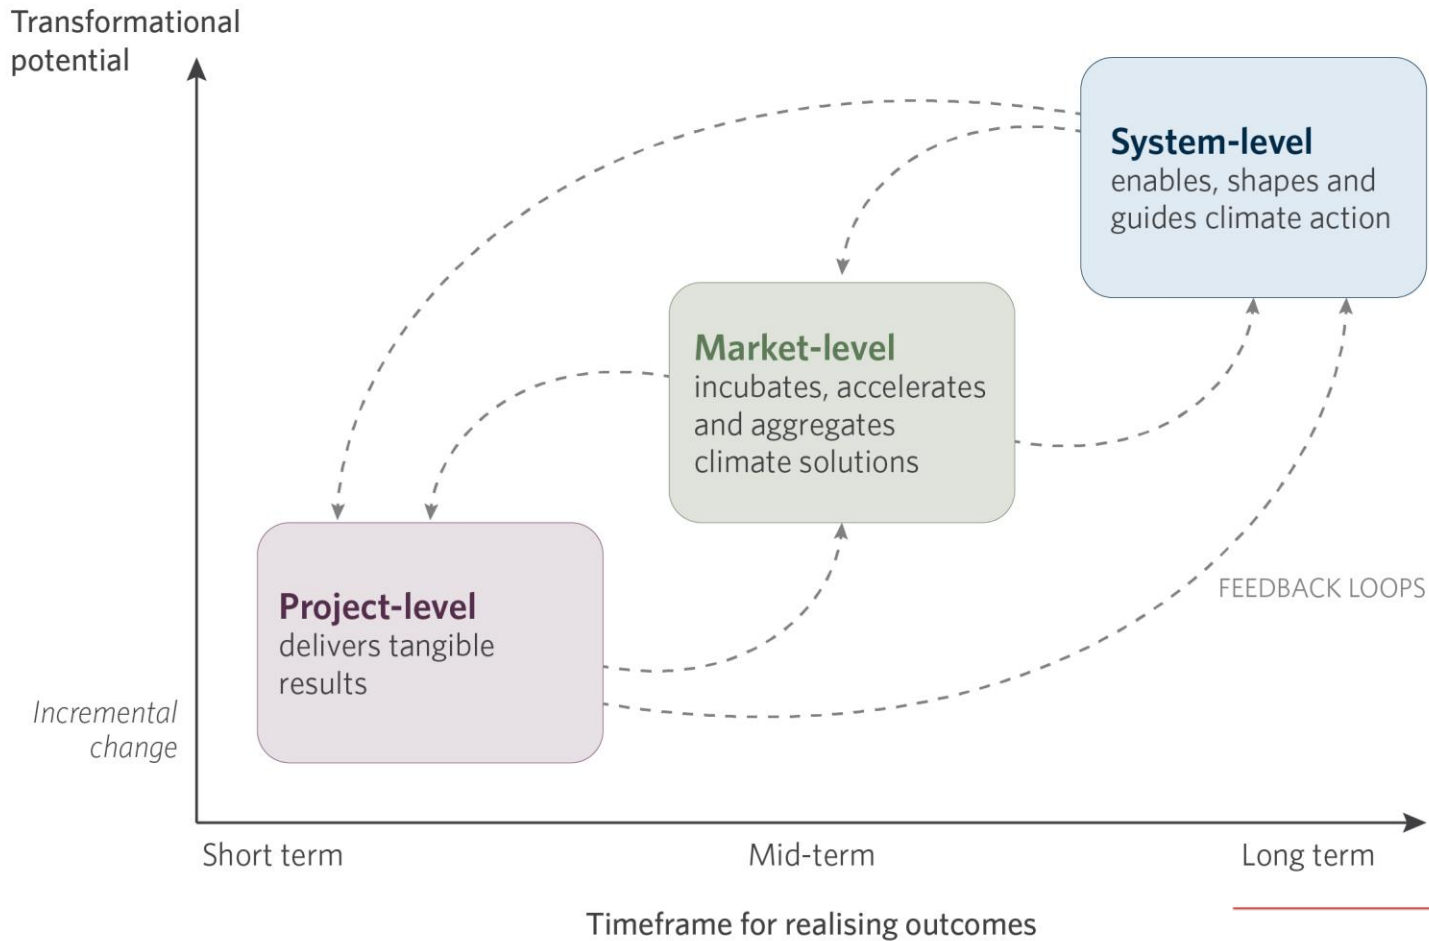 Transformational
potential
System-level
enables, shapes and
guides climate action
Market-level
incubates, accelerates
and aggregates
climate solutions
Project-level
delivers tangible
results
FEEDBACK LOOPS
Incremental
change
Short term
Mid-term
Long term
Timeframe for realising outcomes